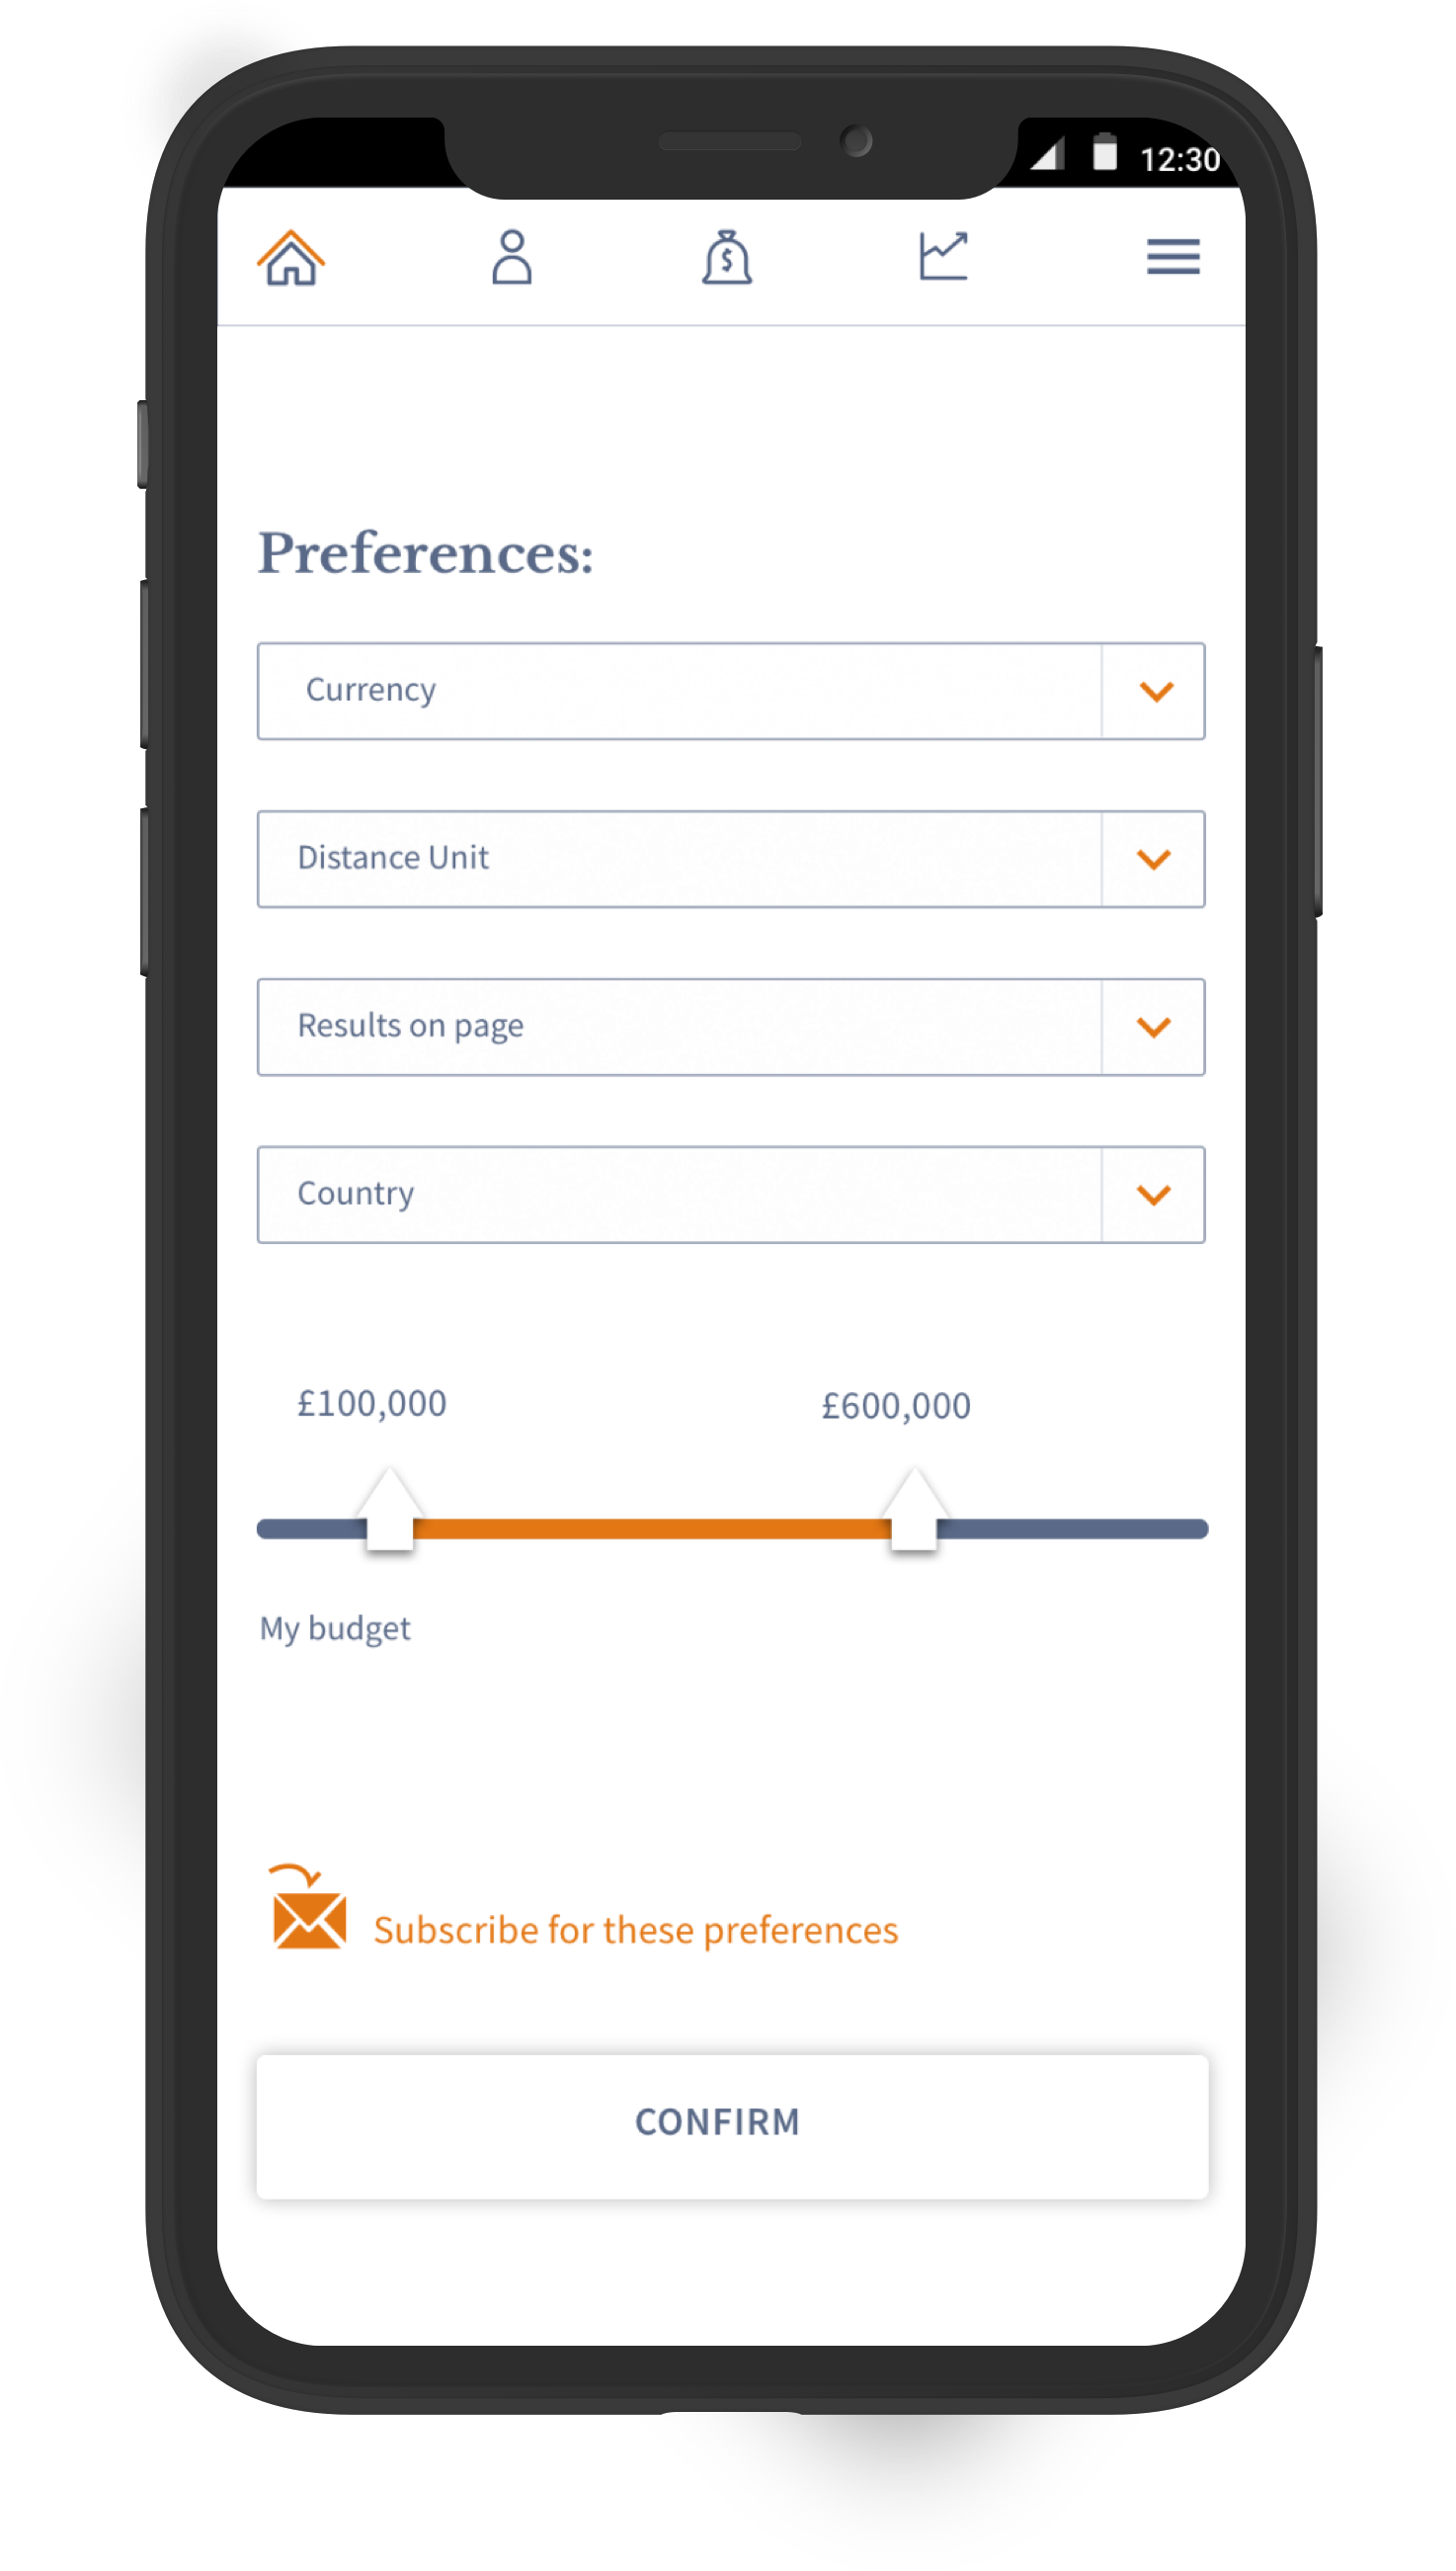 12:30
$
Preferences:
Currency
Distance Unit
Results on page
Country
£100,000 £600,000
My budget
Subscribe for these preferences
CONFIRM